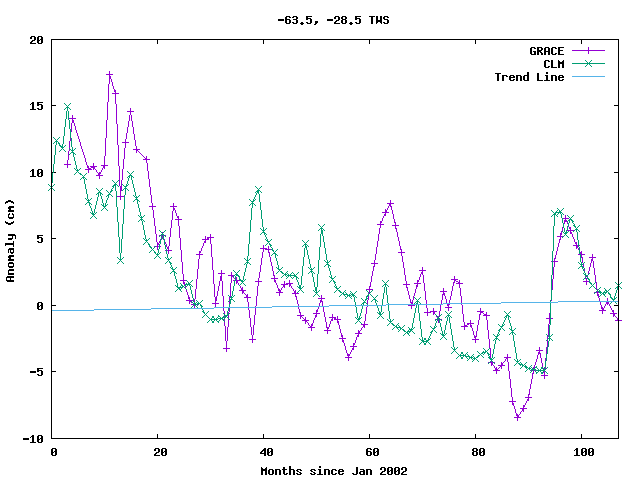 -63.5, -28.5 TWS
GRACE
CLM
Trend Line
20
15
10
5
0
-5
-10
Anomaly (cm)
0 20 40 60 80 100
Months since Jan 2002